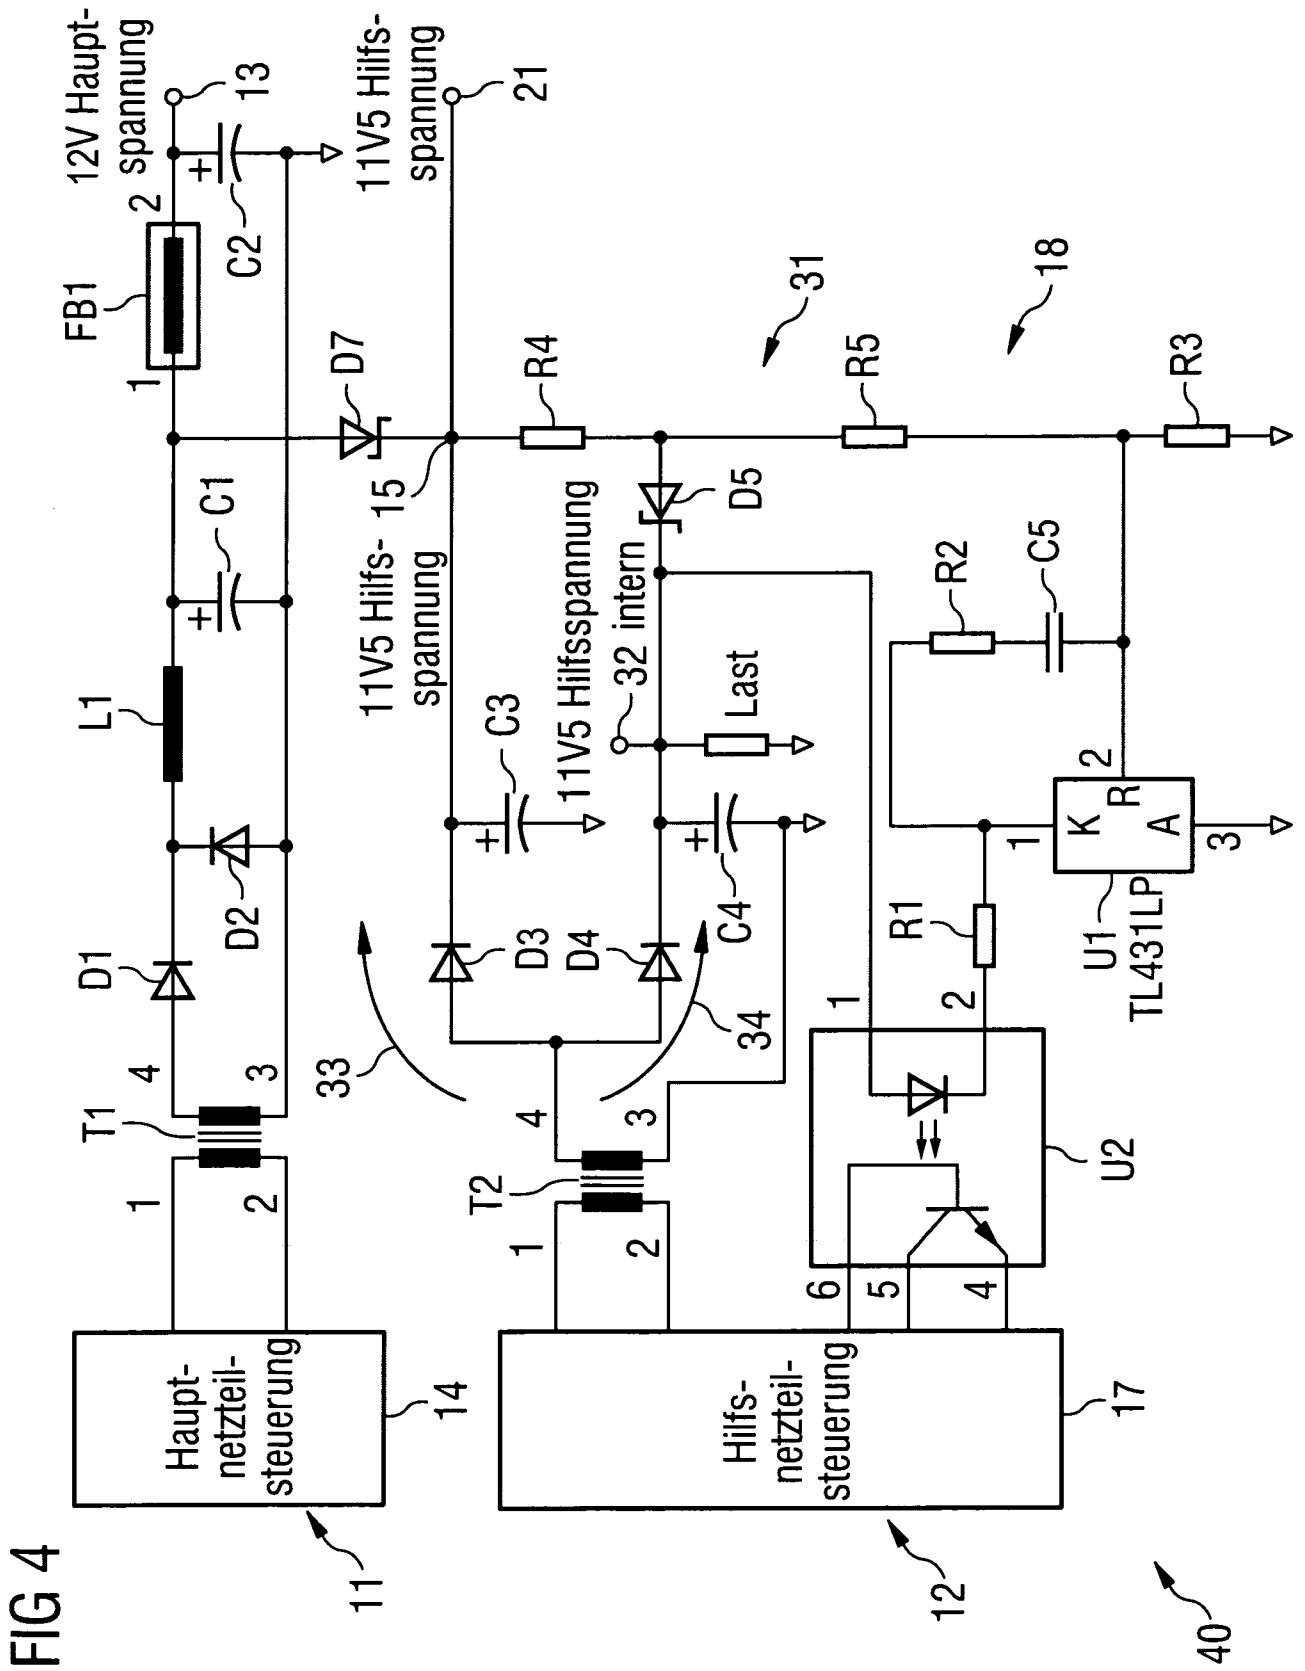 FIG 4
11
Haupt-
netzteil-
steuerung
14
1
2
T1
4
3
D1
D2
L1
+
C1
1
FB1
2
+
C2
12V Haupt-
spannung
13
D7
33
11V5 Hilfs-
spannung
15
11V5 Hilfs-
spannung
21
12
Hilfs-
netzteil-
steuerung
17
1
2
T2
4
3
34
D3
D4
+
C3
+
C4
11V5 Hilfsspannung
32 intern
Last
D5
R4
31
R5
18
R3
6
5
4
U2
1
2
R1
U1
TL431LP
1
K
R
A
2
3
R2
C5
40